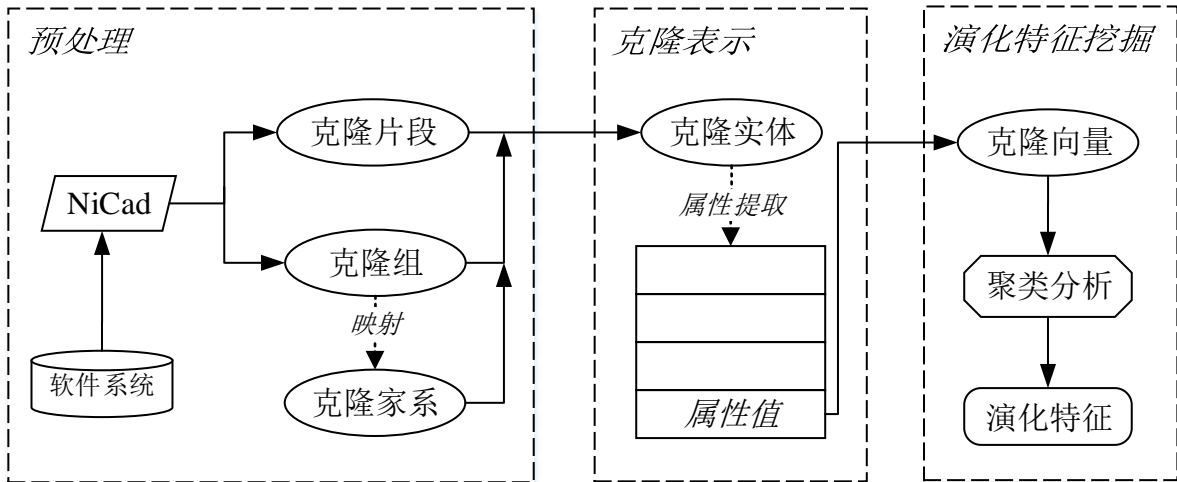 预处理
克隆片段
NiCad
克隆组
映射
软件系统
克隆家系
克隆表示
克隆实体
属性提取
属性值
演化特征挖掘
克隆向量
聚类分析
演化特征